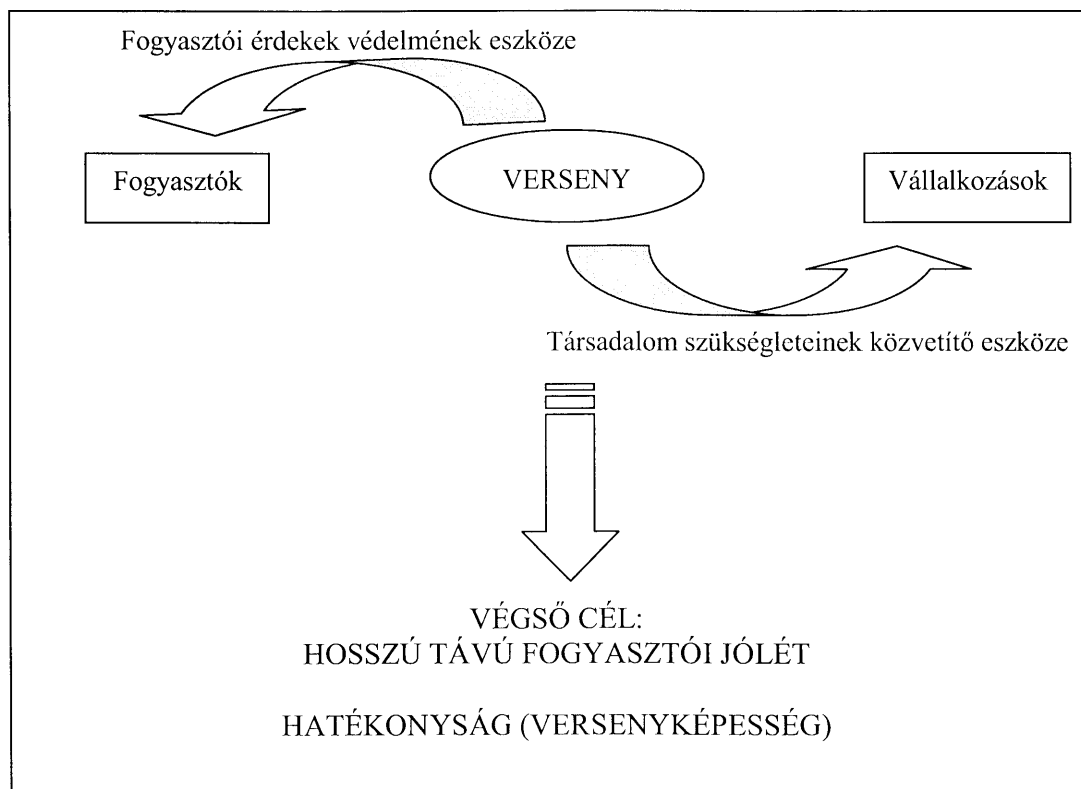 Fogyasztói érdekek védelmének eszköze
Fogyasztók
VERSENY
Vállalkozások
Társadalom szükségleteinek közvetítő eszköze
VÉGSŐ CÉL:
HOSSZÚ TÁVÚ FOGYASZTÓI JÓLÉT
HATÉKONYSÁG (VERSENYKÉPESSÉG)